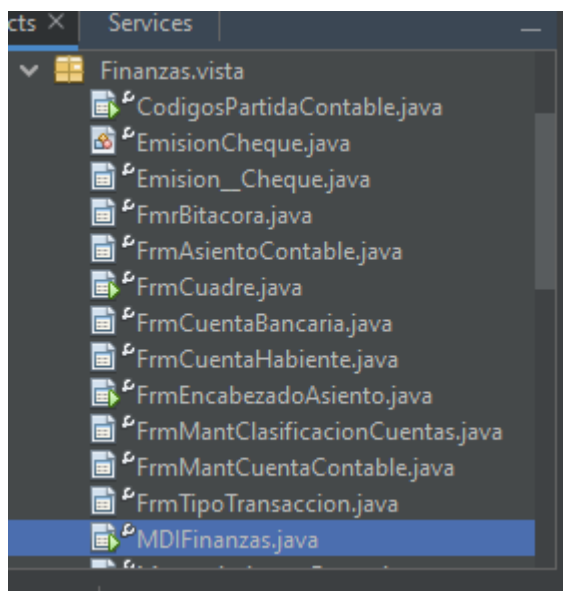 cts × Services
Finanzas.vista
CodigosPartidaContable.java
EmisionCheque.java
Emision__Cheque.java
FmrBitacora.java
FrmAsientoContable.java
FrmCuadre.java
FrmCuentaBancaria.java
FrmCuentaHabiente.java
FrmEncabezadoAsiento.java
FrmMantClasificacionCuentas.java
FrmMantCuentaContable.java
FrmTipoTransaccion.java
MDIFinanzas.java